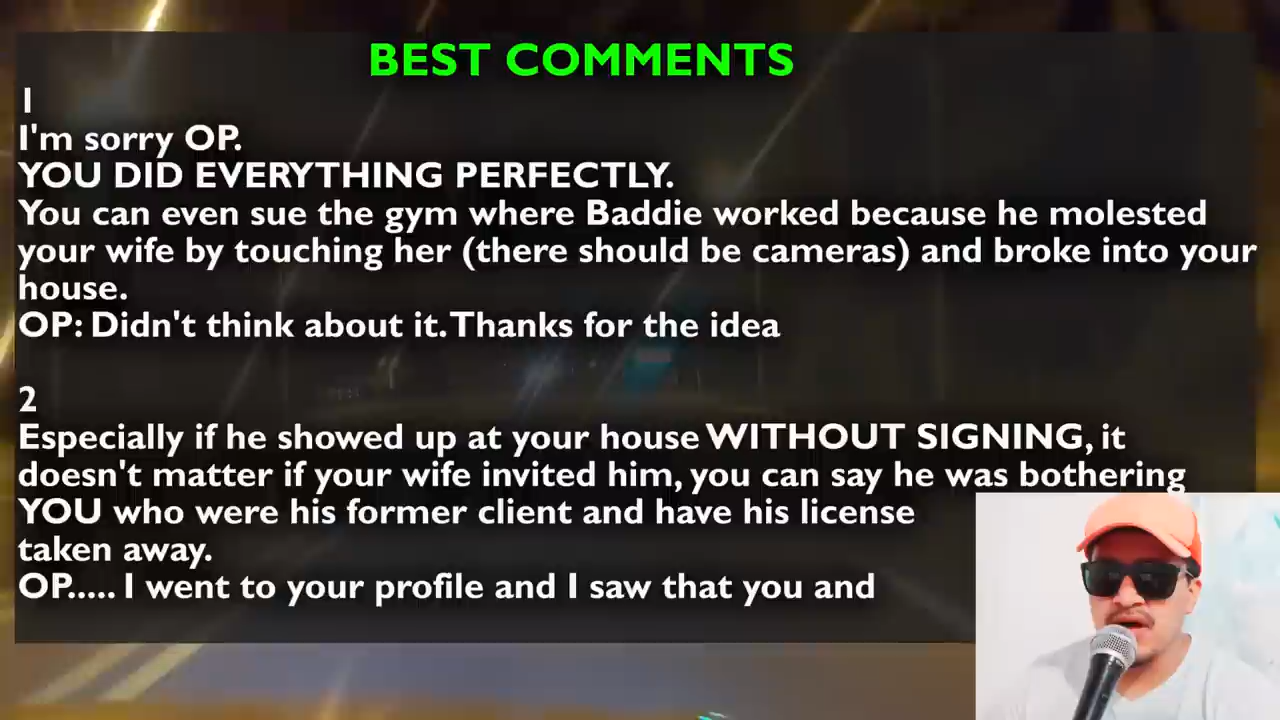 BEST COMMENTS
1
I'm sorry OP.
YOU DID EVERYTHING PERFECTLY.
You can even sue the gym where Baddie worked because he molested
your wife by touching her (there should be cameras) and broke into your
house.
OP: Didn't think about it. Thanks for the idea
2
Especially if he showed up at your house WITHOUT SIGNING, it
doesn't matter if your wife invited him, you can say he was bothering
YOU who were his former client and have his license
taken away.
OP..... I went to your profile and I saw that you and